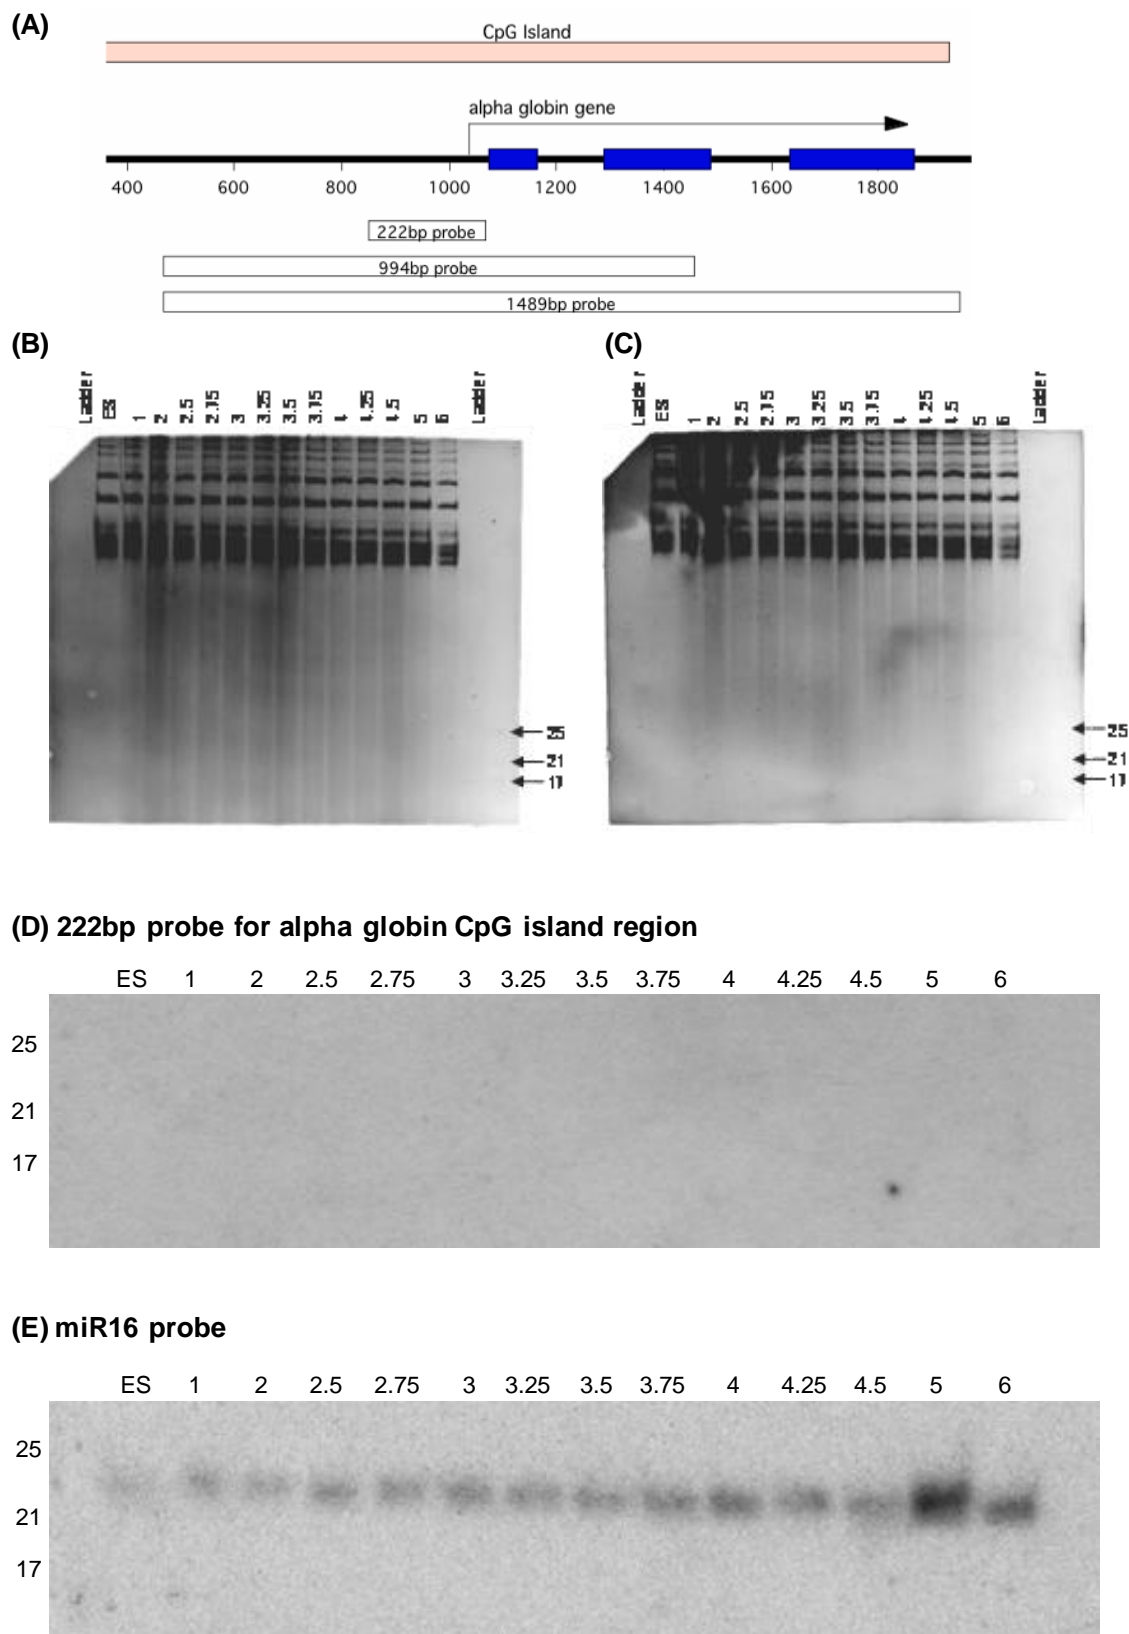 (A)
CpG Island
alpha globin gene
400 600 800 1000 1200 1400 1600 1800
222bp probe
994bp probe
1489bp probe
(B)
Ladder ES 1 2 2.5 2.75 3 3.25 3.5 3.75 4 4.25 4.5 5 6 Ladder
25
21
17
(C)
Ladder ES 1 2 2.5 2.75 3 3.25 3.5 3.75 4 4.25 4.5 5 6 Ladder
25
21
17
(D) 222bp probe for alpha globin CpG island region
ES 1 2 2.5 2.75 3 3.25 3.5 3.75 4 4.25 4.5 5 6
25
21
17
(E) miR16 probe
ES 1 2 2.5 2.75 3 3.25 3.5 3.75 4 4.25 4.5 5 6
25
21
17